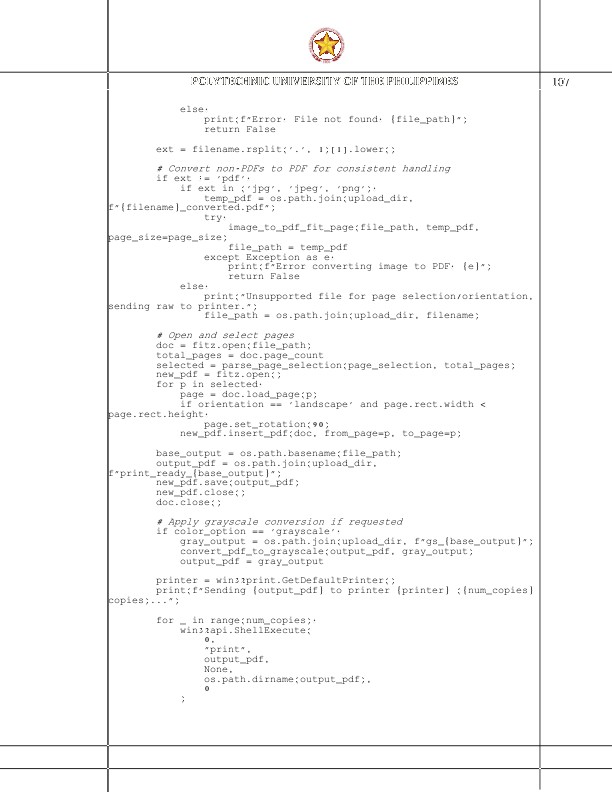 POLYTECHNIC UNIVERSITY OF THE PHILIPPINES
107
else:
print(f"Error: File not found: {file_path}")
return False
ext = filename.rsplit('.', 1)[1].lower()
# Convert non-PDFs to PDF for consistent handling
if ext != 'pdf':
if ext in ('jpg', 'jpeg', 'png'):
temp_pdf = os.path.join(upload_dir,
f"{filename}_converted.pdf")
try:
image_to_pdf_fit_page(file_path, temp_pdf,
page_size=page_size)
file_path = temp_pdf
except Exception as e:
print(f"Error converting image to PDF: {e}")
return False
else:
print("Unsupported file for page selection/orientation,
sending raw to printer.")
file_path = os.path.join(upload_dir, filename)
# Open and select pages
doc = fitz.open(file_path)
total_pages = doc.page_count
selected = parse_page_selection(page_selection, total_pages)
new_pdf = fitz.open()
for p in selected:
page = doc.load_page(p)
if orientation == 'landscape' and page.rect.width <
page.rect.height:
page.set_rotation(90)
new_pdf.insert_pdf(doc, from_page=p, to_page=p)
base_output = os.path.basename(file_path)
output_pdf = os.path.join(upload_dir,
f"print_ready_{base_output}")
new_pdf.save(output_pdf)
new_pdf.close()
doc.close()
# Apply grayscale conversion if requested
if color_option == 'grayscale':
gray_output = os.path.join(upload_dir, f"gs_{base_output}")
convert_pdf_to_grayscale(output_pdf, gray_output)
output_pdf = gray_output
printer = win32print.GetDefaultPrinter()
print(f"Sending {output_pdf} to printer {printer} ({num_copies}
copies)...")
for _ in range(num_copies):
win32api.ShellExecute(
0,
"print",
output_pdf,
None,
os.path.dirname(output_pdf),
0
)